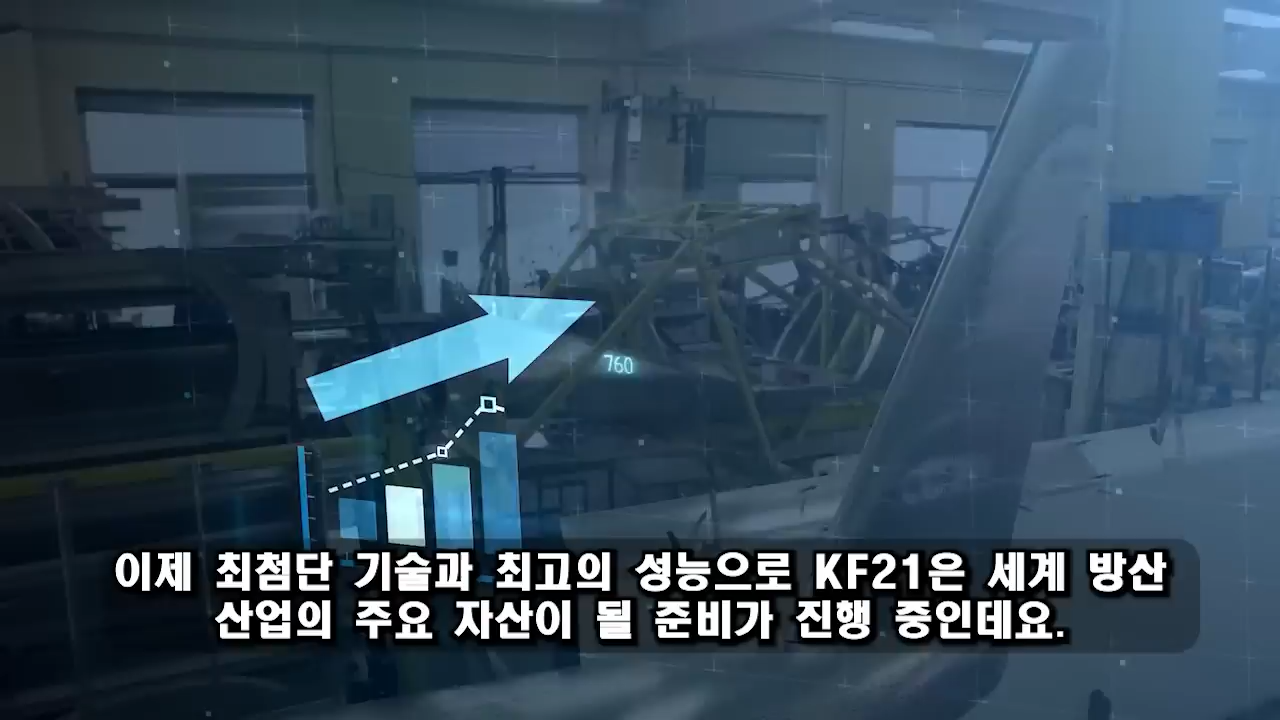 760
이제 최첨단 기술과 최고의 성능으로 KF21은 세계 방산
산업의 주요 자산이 될 준비가 진행 중인데요.